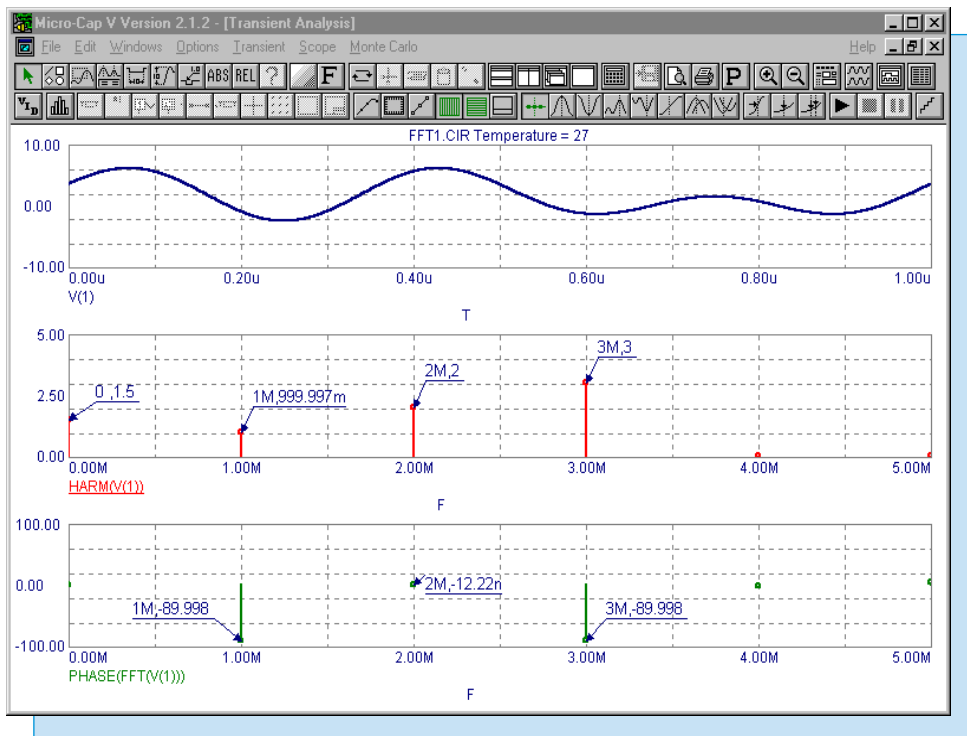 Micro-Cap V Version 2.1.2 - [Transient Analysis]
File Edit Windows Options Transient Scope Monte Carlo Help
ABS REL ? F P
FFT1.CIR Temperature = 27
10.00
0.00
-10.00
0.00u 0.20u 0.40u 0.60u 0.80u 1.00u
V(1)
T
5.00
2.50
0.00
0 ,1.5
1M,999.997m
2M,2
3M,3
0.00M 1.00M 2.00M 3.00M 4.00M 5.00M
HARM(V(1))
F
100.00
0.00
-100.00
1M,-89.998
2M,-12.22n
3M,-89.998
0.00M 1.00M 2.00M 3.00M 4.00M 5.00M
PHASE(FFT(V(1)))
F